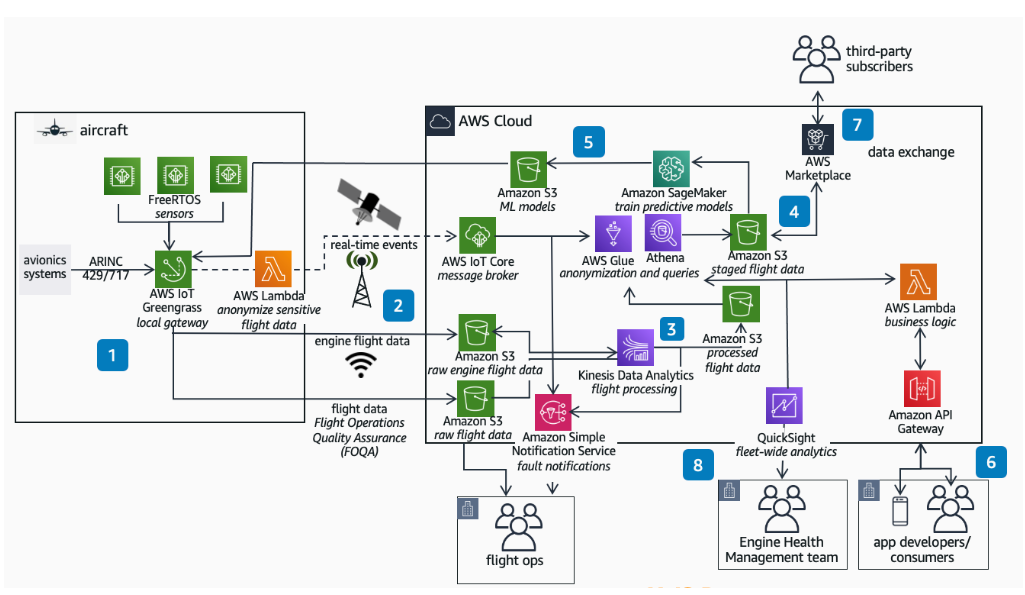 third-party
subscribers
aircraft
AWS Cloud
7
5
AWS
Marketplace
data exchange
FreeRTOS
sensors
Amazon S3
ML models
Amazon SageMaker
train predictive models
4
real-time events
avionics
systems
ARINC
429/717
AWS IoT Core
message broker
AWS Glue
Athena
anonymization and queries
Amazon S3
staged flight data
AWS IoT
Greengrass
local gateway
AWS Lambda
anonymize sensitive
flight data
2
AWS Lambda
business logic
1
engine flight data
Amazon S3
raw engine flight data
3
Kinesis Data Analytics
flight processing
Amazon S3
processed
flight data
flight data
Flight Operations
Quality Assurance
(FOQA)
Amazon S3
raw flight data
Amazon Simple
Notification Service
fault notifications
QuickSight
fleet-wide analytics
Amazon API
Gateway
8
6
flight ops
Engine Health
Management team
app developers/
consumers